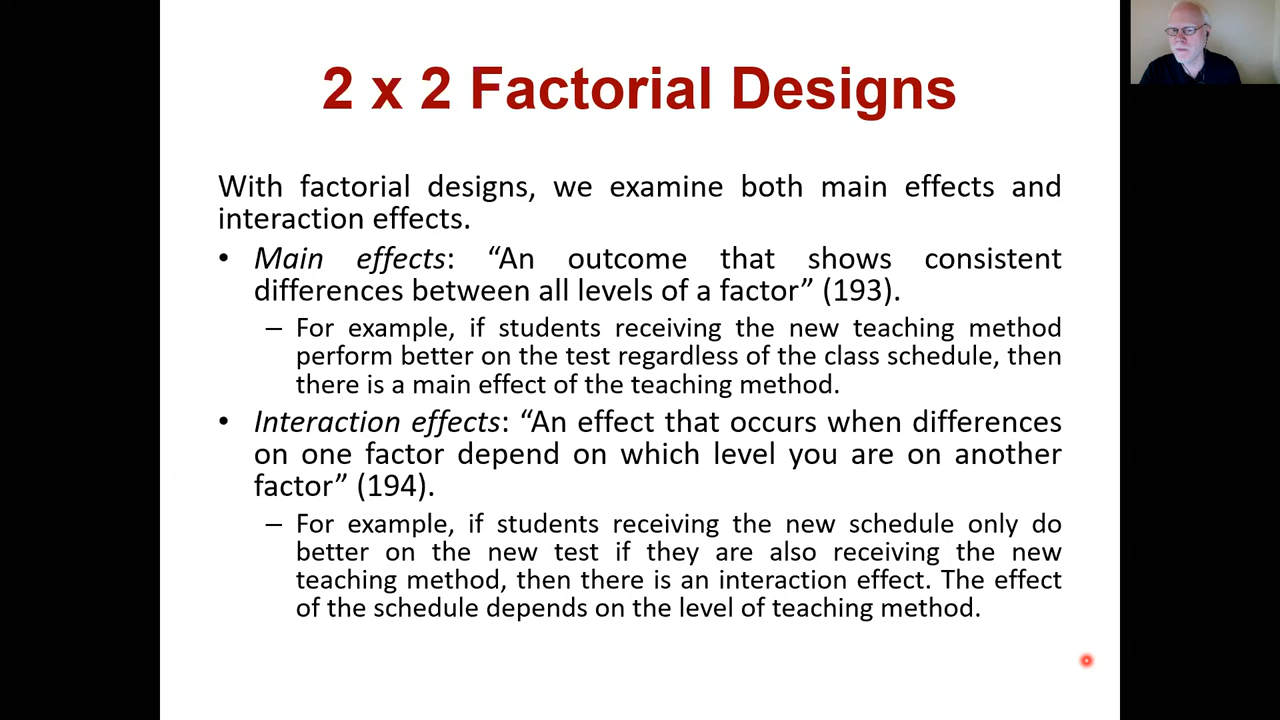 2 x 2 Factorial Designs
With factorial designs, we examine both main effects and
interaction effects.
• Main effects: “An outcome that shows consistent
differences between all levels of a factor” (193).
– For example, if students receiving the new teaching method
perform better on the test regardless of the class schedule, then
there is a main effect of the teaching method.
• Interaction effects: “An effect that occurs when differences
on one factor depend on which level you are on another
factor” (194).
– For example, if students receiving the new schedule only do
better on the new test if they are also receiving the new
teaching method, then there is an interaction effect. The effect
of the schedule depends on the level of teaching method.